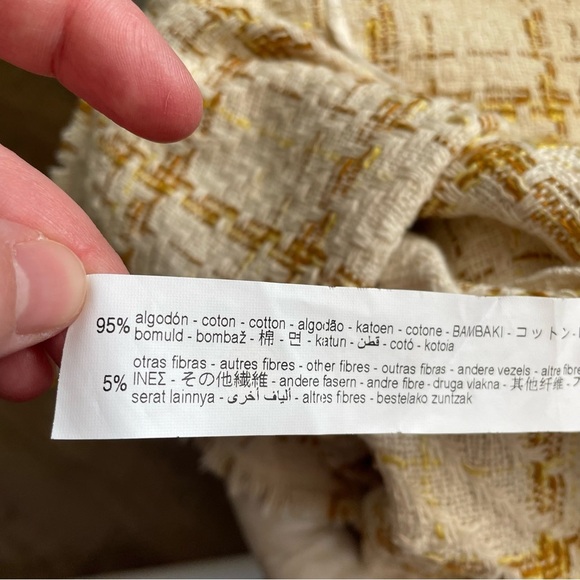 95% algodón - coton - cotton - algodão - katoen - cotone - BAMBAKI - コットン -
bomuld - bombaž - 棉 - 면 - katun - قطن - cotó - kotoia
otras fibras - autres fibres - other fibres - outras fibras - andere vezels - altre
5% ΙΝΕΣ - その他繊維 - andere fasern - andre fibre - druga vlakna - 其他纤维 -
serat lainnya - ألياف أخرى - altres fibres - bestelako zuntzak